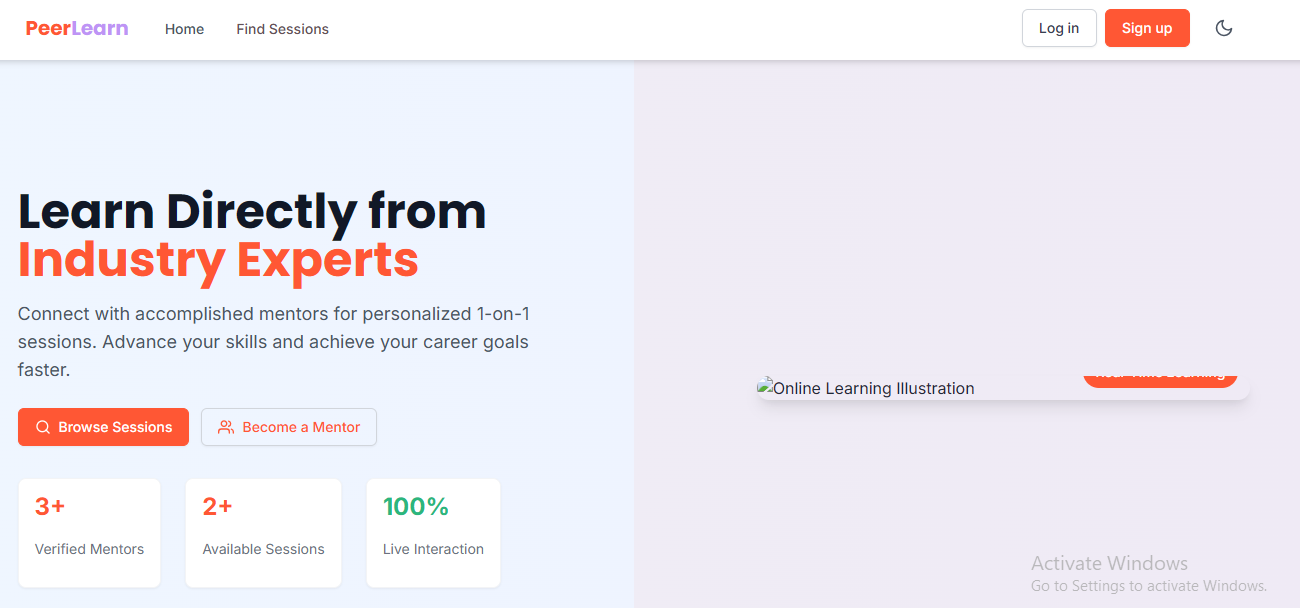 PeerLearn
Home
Find Sessions
Log in
Sign up
Learn Directly from
Industry Experts
Connect with accomplished mentors for personalized 1-on-1
sessions. Advance your skills and achieve your career goals
faster.
Browse Sessions
Become a Mentor
3+
Verified Mentors
2+
Available Sessions
100%
Live Interaction
Online Learning Illustration
Activate Windows
Go to Settings to activate Windows.